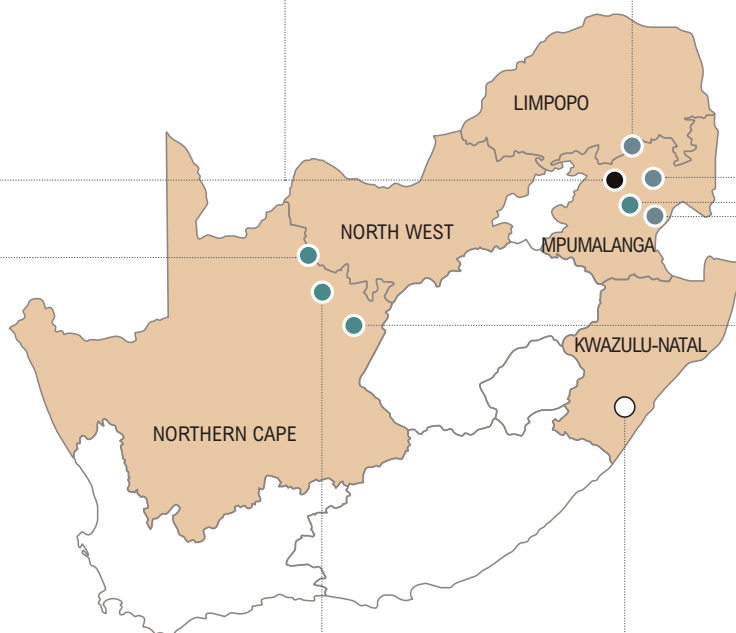 LIMPOPO
NORTH WEST
MPUMALANGA
KWAZULU-NATAL
NORTHERN CAPE